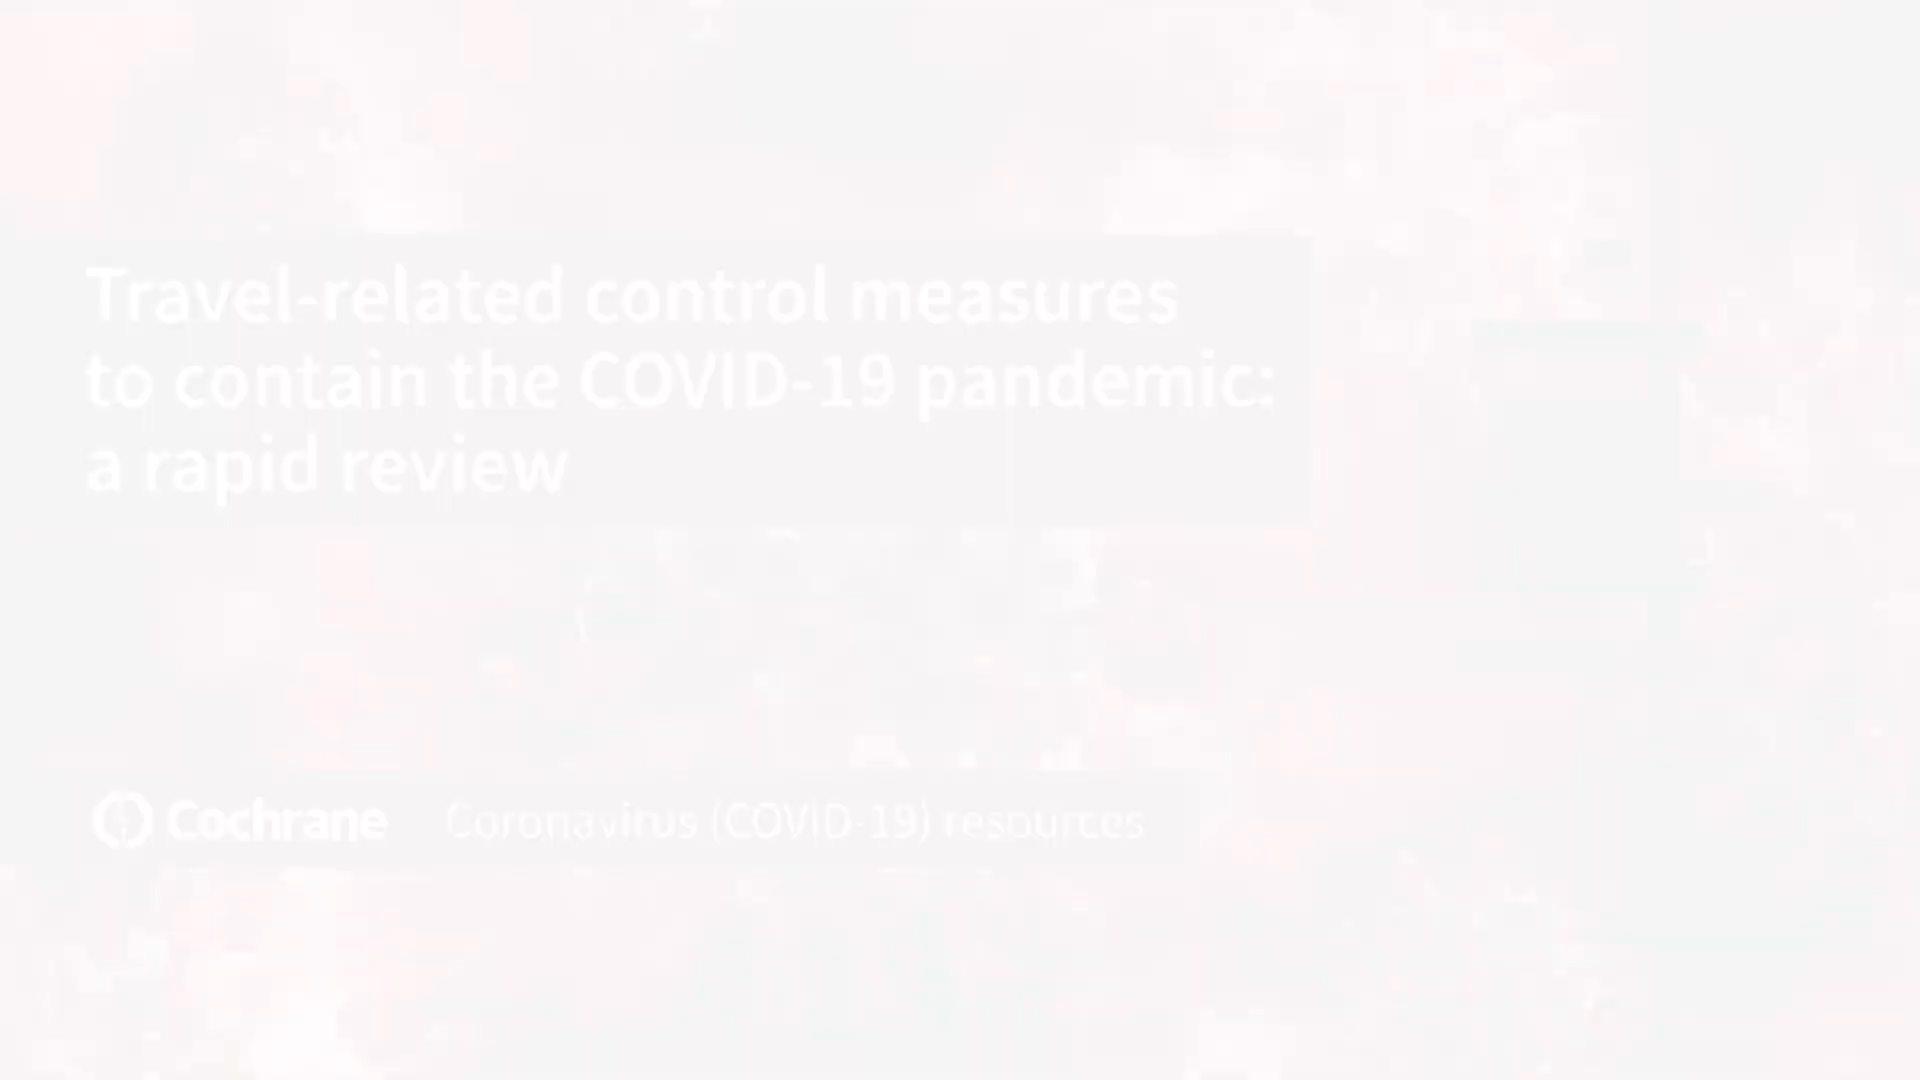 Travel-related control measures
to contain the COVID-19 pandemic:
a rapid review
Cochrane Coronavirus (COVID-19) resources